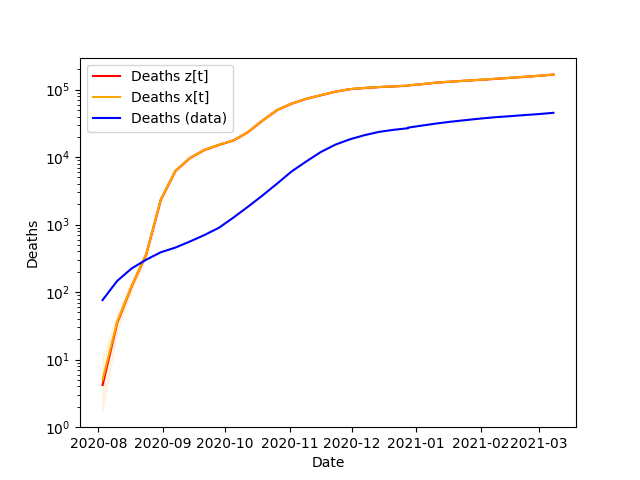 Deaths z[t]
Deaths x[t]
Deaths (data)
Deaths
10^5
10^4
10^3
10^2
10^1
10^0
2020-08 2020-09 2020-10 2020-11 2020-12 2021-01 2021-02 2021-03
Date